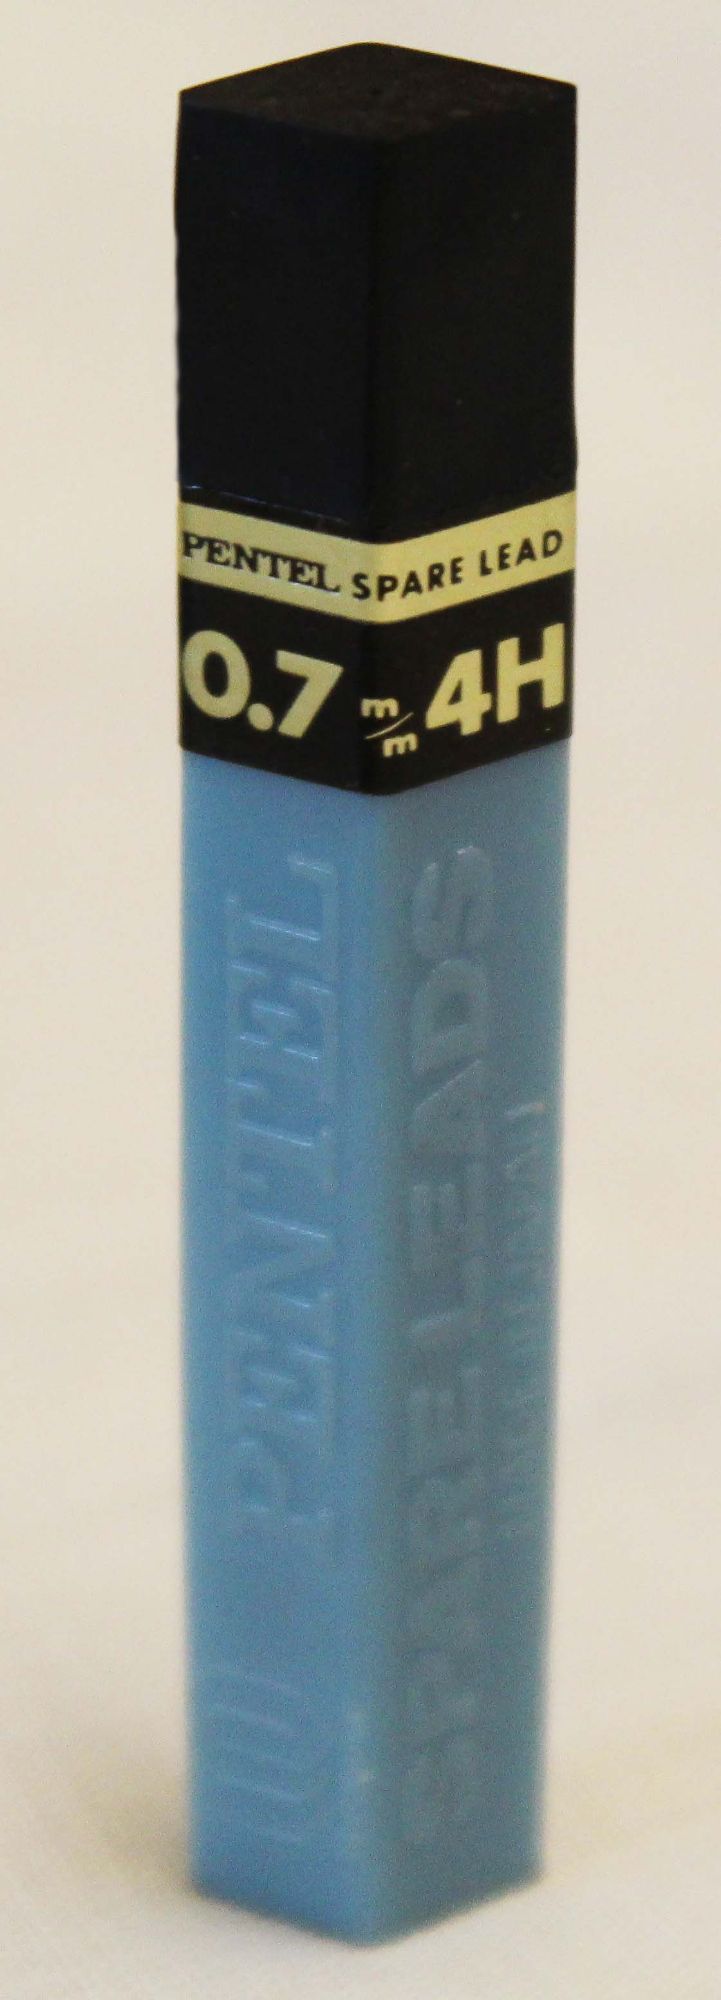 PENTEL SPARE LEAD
0.7 m/m 4H
PENTEL
SPARE LEADS